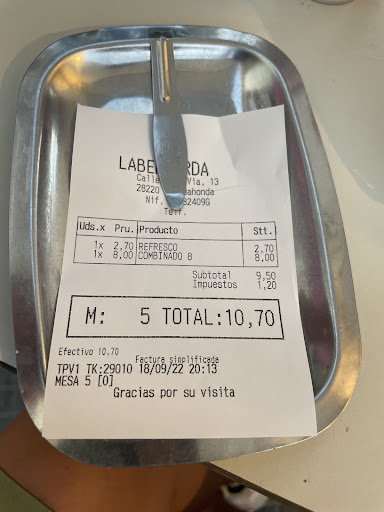 LABE RDA
Calle Vía, 13
28220 ahonda
Nif. 82409G
Telf.
Uds.x Pru. Producto Stt.
1x 2,70 REFRESCO 2,70
1x 8,00 COMBINADO 8 8,00
Subtotal 9,50
Impuestos 1,20
M: 5 TOTAL:10,70
Efectivo 10,70
Factura simplificada
TPV1 TK:29010 18/09/22 20:13
MESA 5 [0]
Gracias por su visita